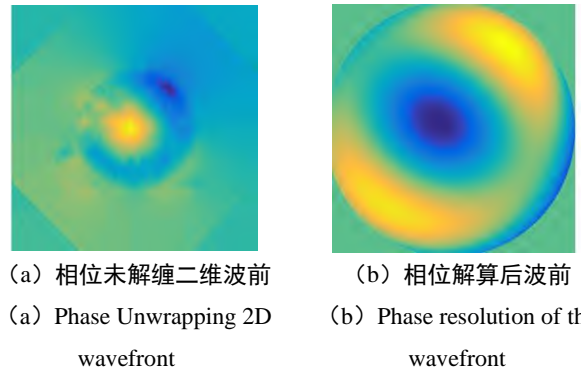 （a）相位未解缠二维波前
（a）Phase Unwrapping 2D
wavefront
（b）相位解算后波前
（b）Phase resolution of th
wavefront